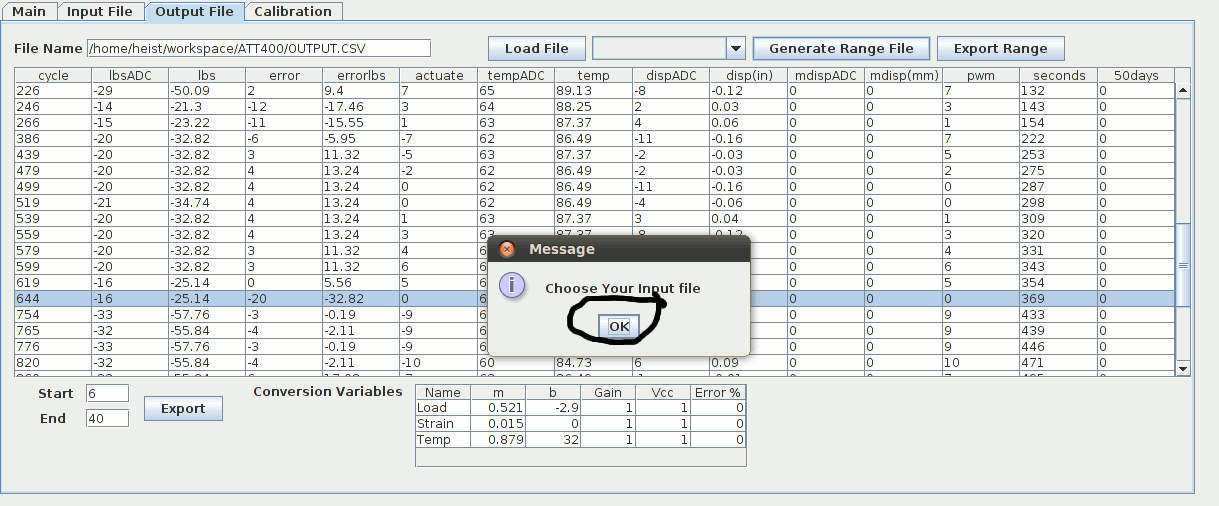 Main Input File Output File Calibration
File Name /home/heist/workspace/ATT400/OUTPUT.CSV Load File Generate Range File Export Range
cycle lbsADC lbs error errorlbs actuate tempADC temp dispADC disp(in) mdispADC mdisp(mm) pwm seconds 50days
226 -29 -50.09 2 9.4 7 65 89.13 -8 -0.12 0 0 7 132 0
246 -14 -21.3 -12 -17.46 3 64 88.25 2 0.03 0 0 3 143 0
266 -15 -23.22 -11 -15.55 1 63 87.37 4 0.06 0 0 1 154 0
386 -20 -32.82 -6 -5.95 -7 62 86.49 -11 -0.16 0 0 7 222 0
439 -20 -32.82 3 11.32 -5 63 87.37 -2 -0.03 0 0 5 253 0
479 -20 -32.82 4 13.24 -2 62 86.49 -2 -0.03 0 0 2 275 0
499 -20 -32.82 4 13.24 0 62 86.49 -11 -0.16 0 0 0 287 0
519 -21 -34.74 4 13.24 0 62 86.49 -4 -0.06 0 0 0 298 0
539 -20 -32.82 4 13.24 1 63 87.37 3 0.04 0 0 1 309 0
559 -20 -32.82 4 13.24 3 63 87.37 -8 -0.12 0 0 3 320 0
579 -20 -32.82 3 11.32 4 0 0 4 331 0
599 -20 -32.82 3 11.32 6 0 0 6 343 0
619 -16 -25.14 0 5.56 5 0 0 5 354 0
644 -16 -25.14 -20 -32.82 0 0 0 0 369 0
754 -33 -57.76 -3 -0.19 -9 0 0 9 433 0
765 -32 -55.84 -4 -2.11 -9 0 0 9 439 0
776 -33 -57.76 -3 -0.19 -9 0 0 9 446 0
820 -32 -55.84 -4 -2.11 -10 60 84.73 6 0.09 0 0 10 471 0
Message
Choose Your Input file
OK
Start 6
End 40
Export
Conversion Variables
Name m b Gain Vcc Error %
Load 0.521 -2.9 1 1 0
Strain 0.015 0 1 1 0
Temp 0.879 32 1 1 0